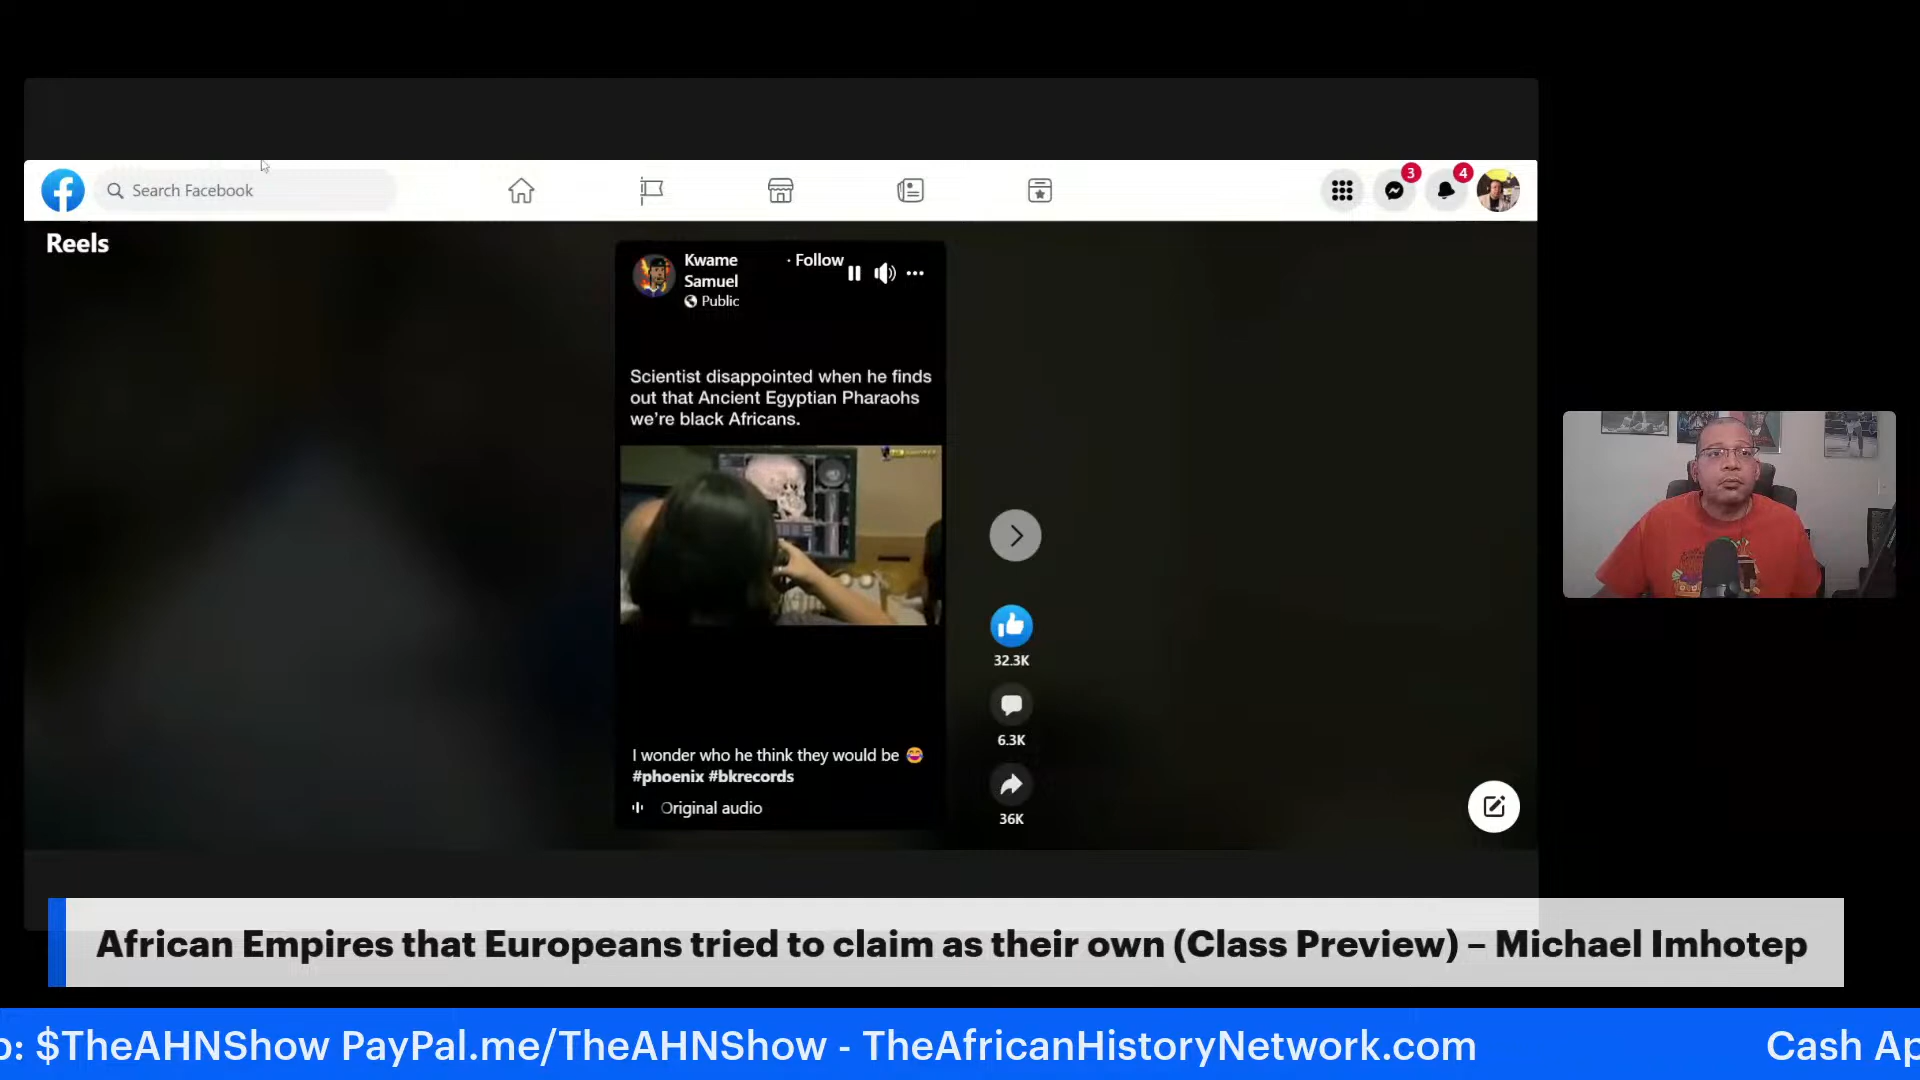 Search Facebook
3
4
Reels
Kwame Samuel
· Follow
Public
Scientist disappointed when he finds
out that Ancient Egyptian Pharaohs
we're black Africans.
32.3K
6.3K
I wonder who he think they would be 😂
#phoenix #bkrecords
Original audio
36K
African Empires that Europeans tried to claim as their own (Class Preview) – Michael Imhotep
p: $TheAHNShow PayPal.me/TheAHNShow - TheAfricanHistoryNetwork.com Cash Ap